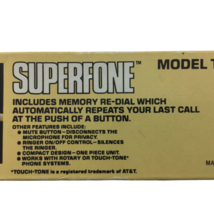 SUPERFONE™
MODEL T
INCLUDES MEMORY RE-DIAL WHICH
AUTOMATICALLY REPEATS YOUR LAST CALL
AT THE PUSH OF A BUTTON.
OTHER FEATURES INCLUDE:
• MUTE BUTTON-DISCONNECTS THE
MICROPHONE FOR PRIVACY.
• RINGER ON/OFF CONTROL-SILENCES
THE RINGER.
• COMPACT DESIGN-ONE PIECE UNIT.
• WORKS WITH ROTARY OR TOUCH-TONE*
PHONE SYSTEMS.
*TOUCH-TONE is a registered trademark of AT&T.
MA